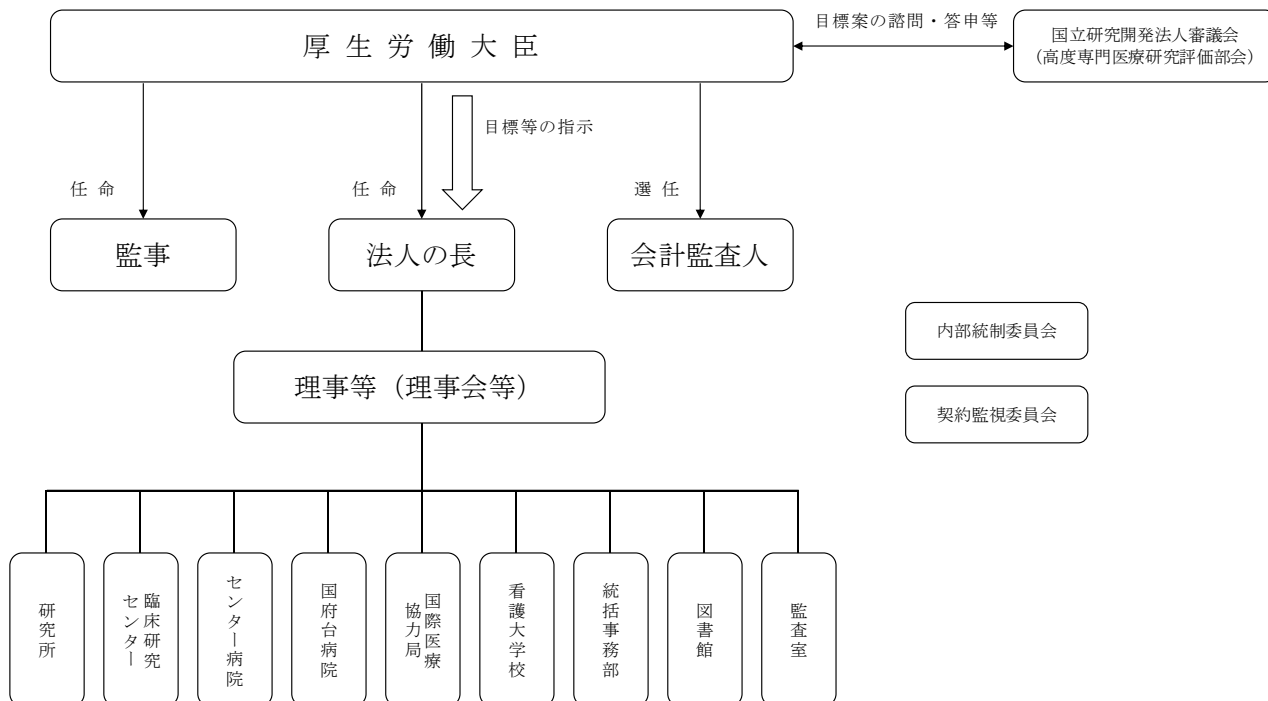 厚生労働大臣
目標案の諮問・答申等
国立研究開発法人審議会
（高度専門医療研究評価部会）
目標等の指示
任命
任命
選任
監事
法人の長
会計監査人
内部統制委員会
理事等（理事会等）
契約監視委員会
研究所
臨床研究
センター
センター病院
国府台病院
国際医療
協力局
看護大学校
統括事務部
図書館
監査室